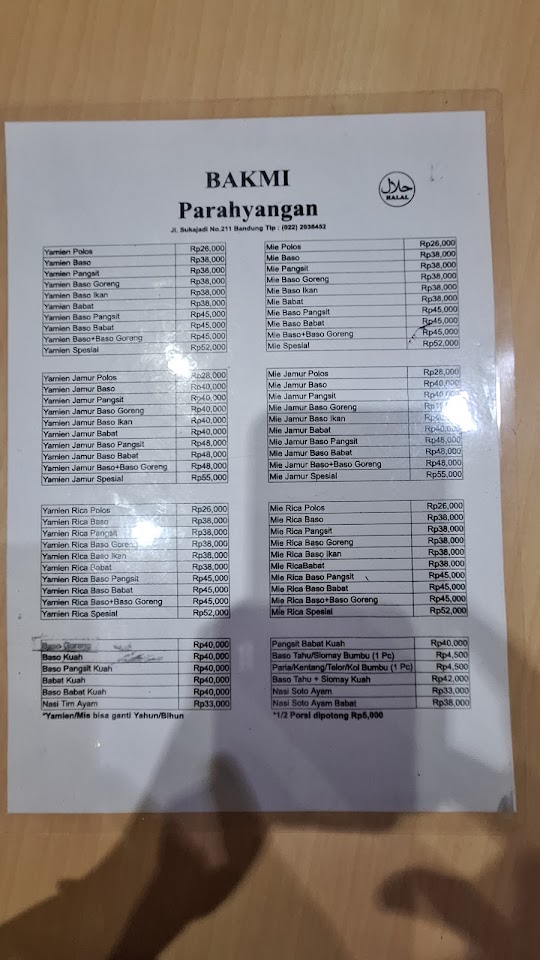 BAKMI
Parahyangan
حلال
HALAL
Jl. Sukajadi No.211 Bandung Tlp : (022) 2038452
Yamien Polos Rp26,000
Yamien Baso Rp38,000
Yamien Pangsit Rp38,000
Yamien Baso Goreng Rp38,000
Yamien Baso Ikan Rp38,000
Yamien Babat Rp38,000
Yamien Baso Pangsit Rp45,000
Yamien Baso Babat Rp45,000
Yamien Baso+Baso Goreng Rp45,000
Yamien Spesial Rp52,000
Mie Polos Rp26,000
Mie Baso Rp38,000
Mie Pangsit Rp38,000
Mie Baso Goreng Rp38,000
Mie Baso Ikan Rp38,000
Mie Babat Rp38,000
Mie Baso Pangsit Rp45,000
Mie Baso Babat Rp45,000
Mie Baso+Baso Goreng Rp45,000
Mie Spesial Rp52,000
Yamien Jamur Polos Rp28,000
Yamien Jamur Baso Rp40,000
Yamien Jamur Pangsit Rp40,000
Yamien Jamur Baso Goreng Rp40,000
Yamien Jamur Baso Ikan Rp40,000
Yamien Jamur Babat Rp40,000
Yamien Jamur Baso Pangsit Rp48,000
Yamien Jamur Baso Babat Rp48,000
Yamien Jamur Baso+Baso Goreng Rp48,000
Yamien Jamur Spesial Rp55,000
Mie Jamur Polos Rp28,000
Mie Jamur Baso Rp40,000
Mie Jamur Pangsit Rp40,000
Mie Jamur Baso Goreng
Mie Jamur Baso Ikan
Mie Jamur Babat Rp40,000
Mie Jamur Baso Pangsit Rp48,000
Mie Jamur Baso Babat Rp48,000
Mie Jamur Baso+Baso Goreng Rp48,000
Mie Jamur Spesial Rp55,000
Yamien Rica Polos Rp26,000
Yamien Rica Baso Rp38,000
Yamien Rica Pangsit Rp38,000
Yamien Rica Baso Goreng Rp38,000
Yamien Rica Baso Ikan Rp38,000
Yamien Rica Babat Rp38,000
Yamien Rica Baso Pangsit Rp45,000
Yamien Rica Baso Babat Rp45,000
Yamien Rica Baso+Baso Goreng Rp45,000
Yamien Rica Spesial Rp52,000
Mie Rica Polos Rp26,000
Mie Rica Baso Rp38,000
Mie Rica Pangsit Rp38,000
Mie Rica Baso Goreng Rp38,000
Mie Rica Baso Ikan Rp38,000
Mie RicaBabat Rp38,000
Mie Rica Baso Pangsit Rp45,000
Mie Rica Baso Babat Rp45,000
Mie Rica Baso+Baso Goreng Rp45,000
Mie Rica Spesial Rp52,000
Baso Goreng Rp40,000
Baso Kuah Rp40,000
Baso Pangsit Kuah Rp40,000
Babat Kuah Rp40,000
Baso Babat Kuah Rp40,000
Nasi Tim Ayam Rp33,000
*Yamien/Mie bisa ganti Yahun/Bihun
Pangsit Babat Kuah Rp40,000
Baso Tahu/Siomay Bumbu (1 Pc) Rp4,500
Paria/Kentang/Telor/Kol Bumbu (1 Pc) Rp4,500
Baso Tahu + Siomay Kuah Rp42,000
Nasi Soto Ayam Rp33,000
Nasi Soto Ayam Babat Rp38,000
*1/2 Porsi dipotong Rp5,000